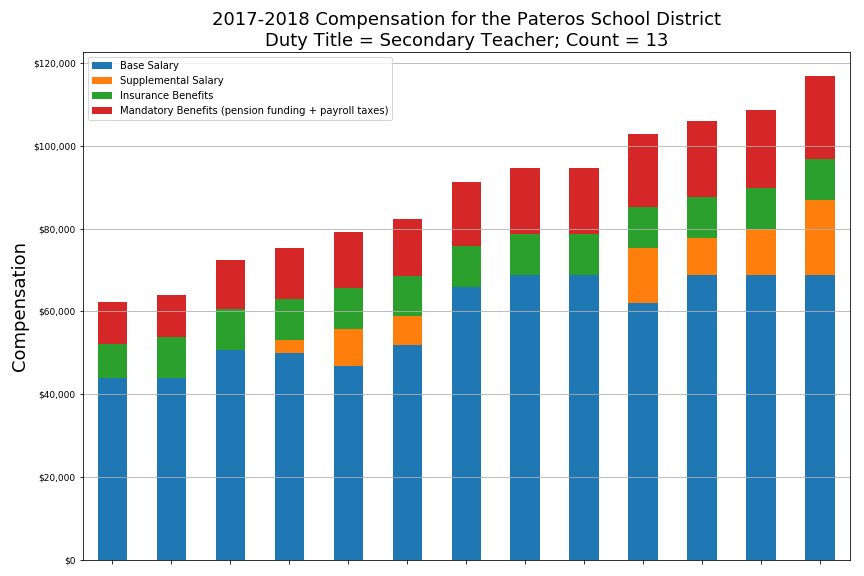 2017-2018 Compensation for the Pateros School District
Duty Title = Secondary Teacher; Count = 13
Base Salary
Supplemental Salary
Insurance Benefits
Mandatory Benefits (pension funding + payroll taxes)
$120,000
$100,000
$80,000
$60,000
$40,000
$20,000
$0
Compensation